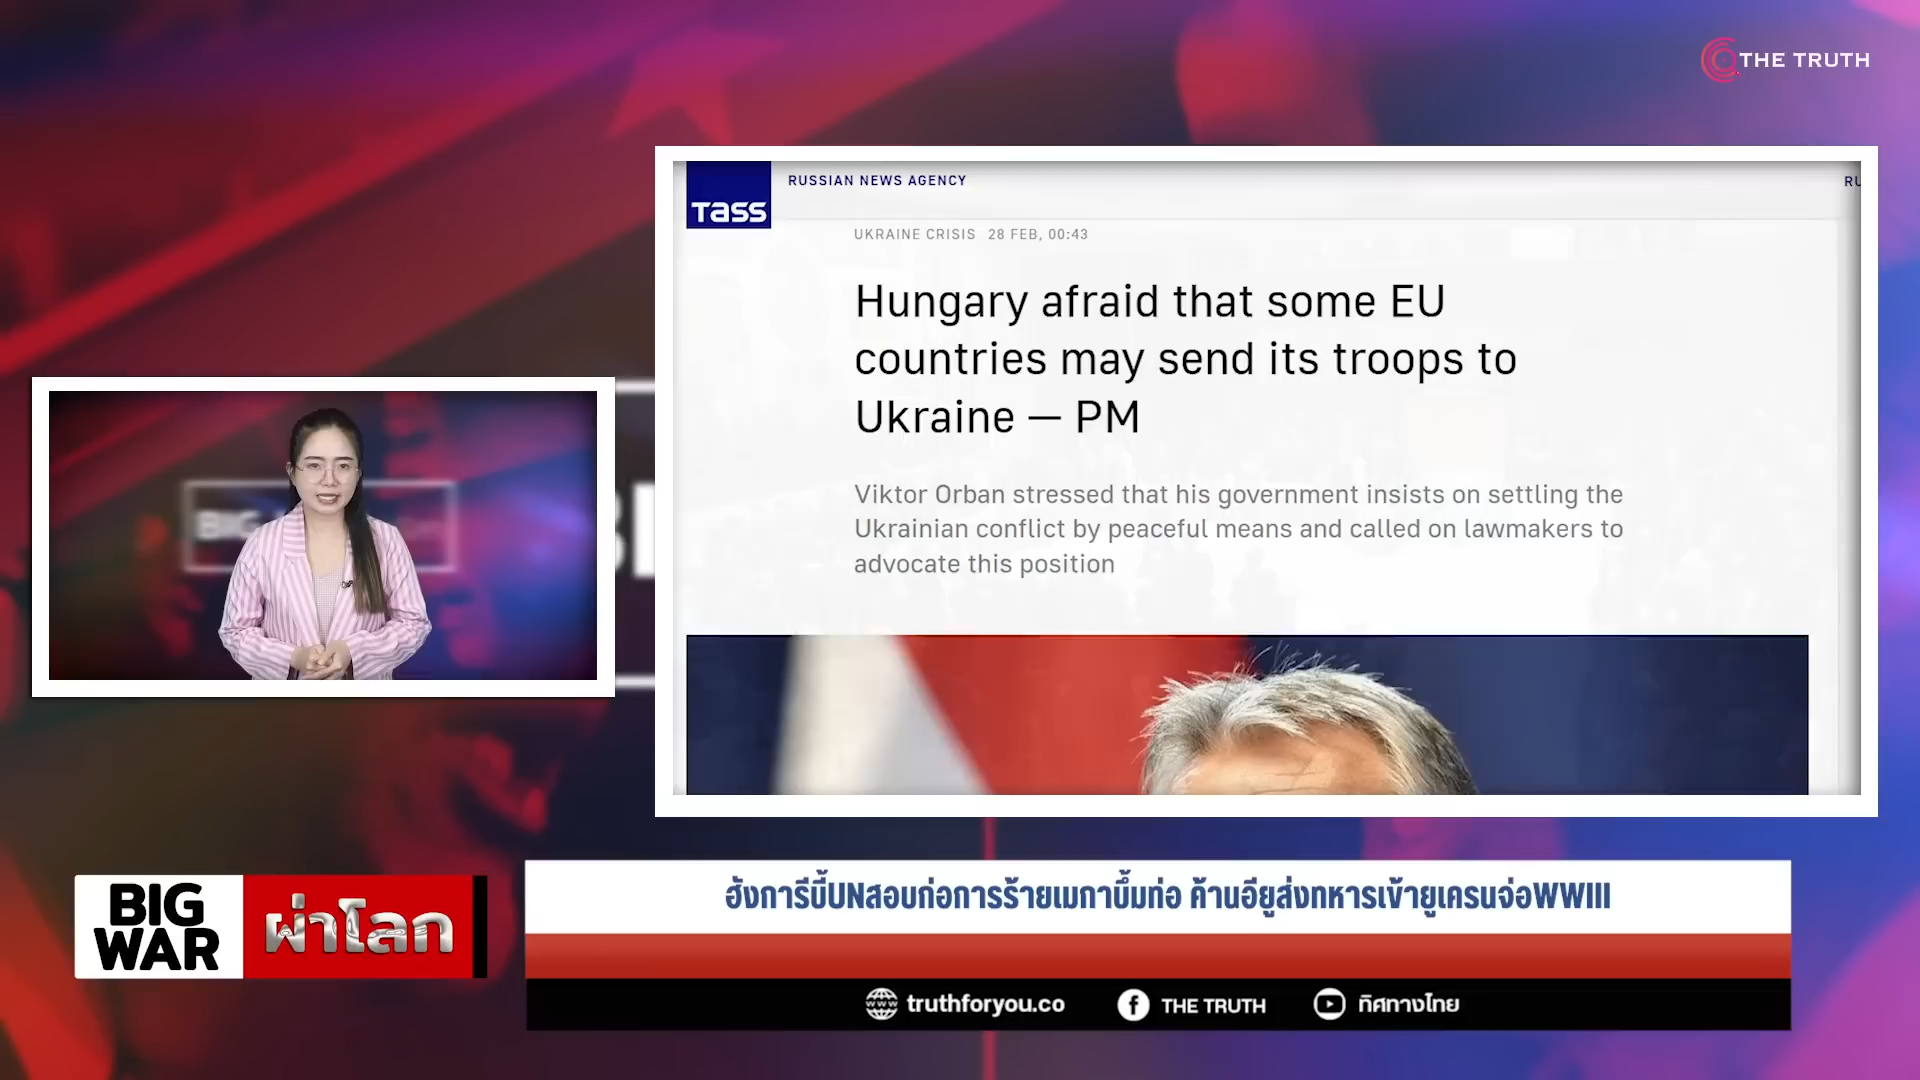 THE TRUTH
TASS
RUSSIAN NEWS AGENCY
RU
UKRAINE CRISIS 28 FEB, 00:43
Hungary afraid that some EU
countries may send its troops to
Ukraine — PM
Viktor Orban stressed that his government insists on settling the
Ukrainian conflict by peaceful means and called on lawmakers to
advocate this position
BIG
BIG
WAR
ผ่าโลก
ฮังการีบี้UNสอบก่อการร้ายเมกาบึ้มท่อ ค้านอียูส่งทหารเข้ายูเครนจ่อWWIII
truthforyou.co
THE TRUTH
ทิศทางไทย